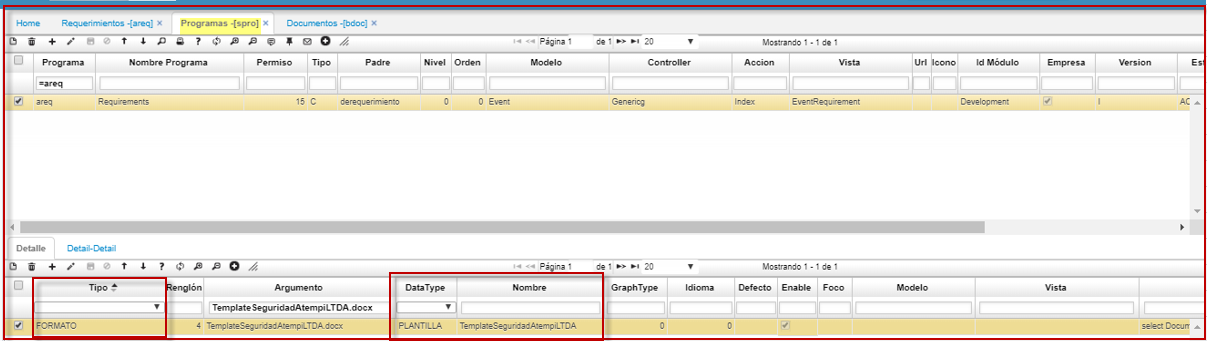 Home Requerimientos -[areq] × Programas -[spro] × Documentos -[bdoc] ×
Página 1 de 1 20 Mostrando 1 - 1 de 1
Programa Nombre Programa Permiso Tipo Padre Nivel Orden Modelo Controller Accion Vista Url Icono Id Módulo Empresa Version Est
=areq
areq Requirements 15 C derequerimiento 0 0 Event Genericg Index EventRequirement Development I AC
Detalle Detail-Detail
Página 1 de 1 20 Mostrando 1 - 1 de 1
Tipo Renglón Argumento DataType Nombre GraphType Idioma Defecto Enable Foco Modelo Vista
TemplateSeguridadAtempiLTDA.docx
FORMATO 4 TemplateSeguridadAtempiLTDA.docx PLANTILLA TemplateSeguridadAtempiLTDA 0 0 select Docum